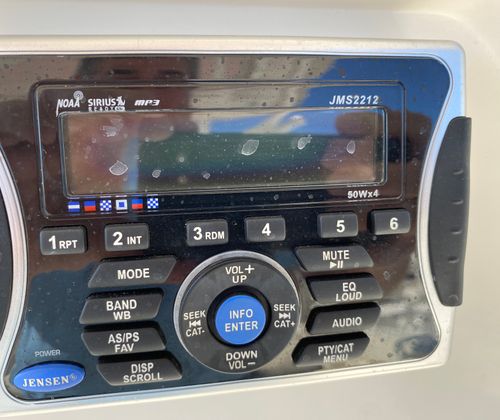 NOAA SIRIUS READY MP3 JMS2212
50Wx4
1 RPT 2 INT 3 RDM 4 5 6
MODE VOL+ UP MUTE
BAND WB EQ LOUD
SEEK CAT- INFO ENTER SEEK CAT+
AS/PS FAV AUDIO
DOWN VOL-
POWER DISP SCROLL PTY/CAT MENU
JENSEN